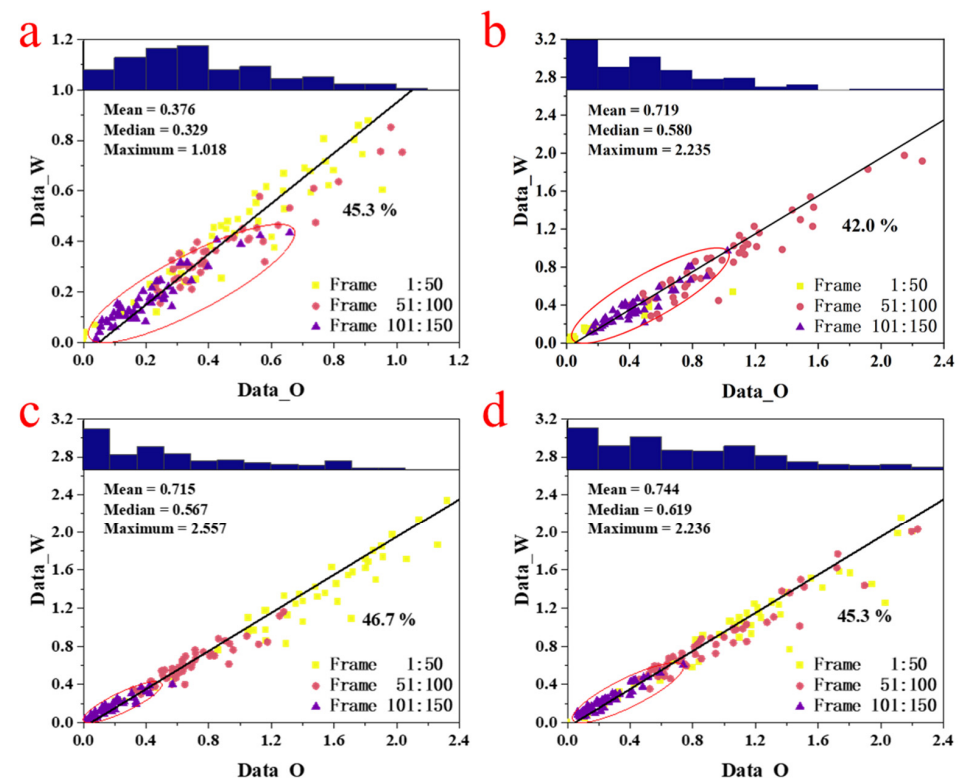 a
1.2
1.0
0.8
0.6
0.4
0.2
0.0
Data_W
Mean = 0.376
Median = 0.329
Maximum = 1.018
45.3 %
Frame 1:50
Frame 51:100
Frame 101:150
0.0 0.2 0.4 0.6 0.8 1.0 1.2
Data_O
b
3.2
2.8
2.4
2.0
1.6
1.2
0.8
0.4
0.0
Data_W
Mean = 0.719
Median = 0.580
Maximum = 2.235
42.0 %
Frame 1:50
Frame 51:100
Frame 101:150
0.0 0.4 0.8 1.2 1.6 2.0 2.4
Data_O
c
3.2
2.8
2.4
2.0
1.6
1.2
0.8
0.4
0.0
Data_W
Mean = 0.715
Median = 0.567
Maximum = 2.557
46.7 %
Frame 1:50
Frame 51:100
Frame 101:150
0.0 0.4 0.8 1.2 1.6 2.0 2.4
Data_O
d
3.2
2.8
2.4
2.0
1.6
1.2
0.8
0.4
0.0
Data_W
Mean = 0.744
Median = 0.619
Maximum = 2.236
45.3 %
Frame 1:50
Frame 51:100
Frame 101:150
0.0 0.4 0.8 1.2 1.6 2.0 2.4
Data_O